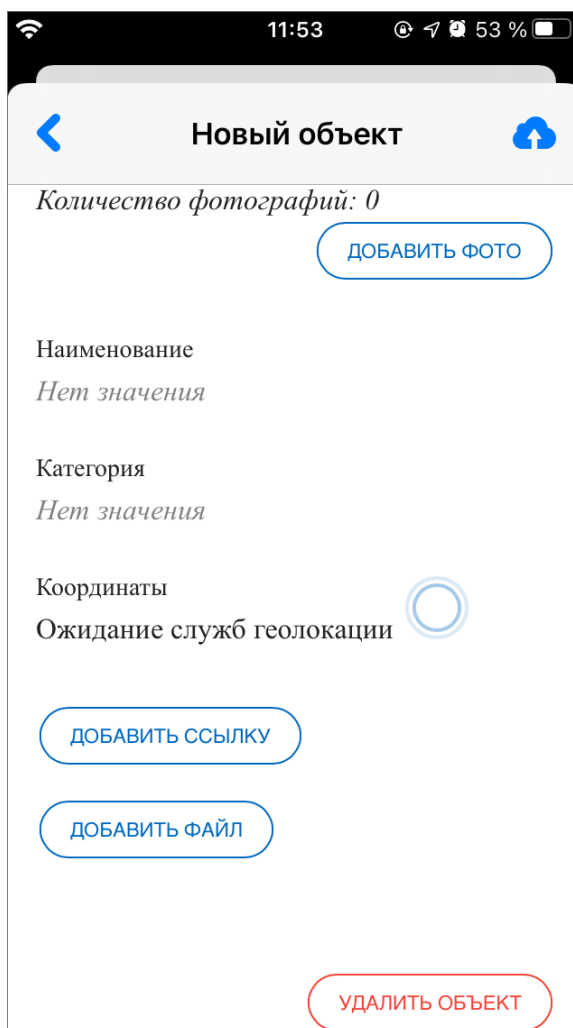 11:53 53 %
Новый объект
Количество фотографий: 0
ДОБАВИТЬ ФОТО
Наименование
Нет значения
Категория
Нет значения
Координаты
Ожидание служб геолокации
ДОБАВИТЬ ССЫЛКУ
ДОБАВИТЬ ФАЙЛ
УДАЛИТЬ ОБЪЕКТ